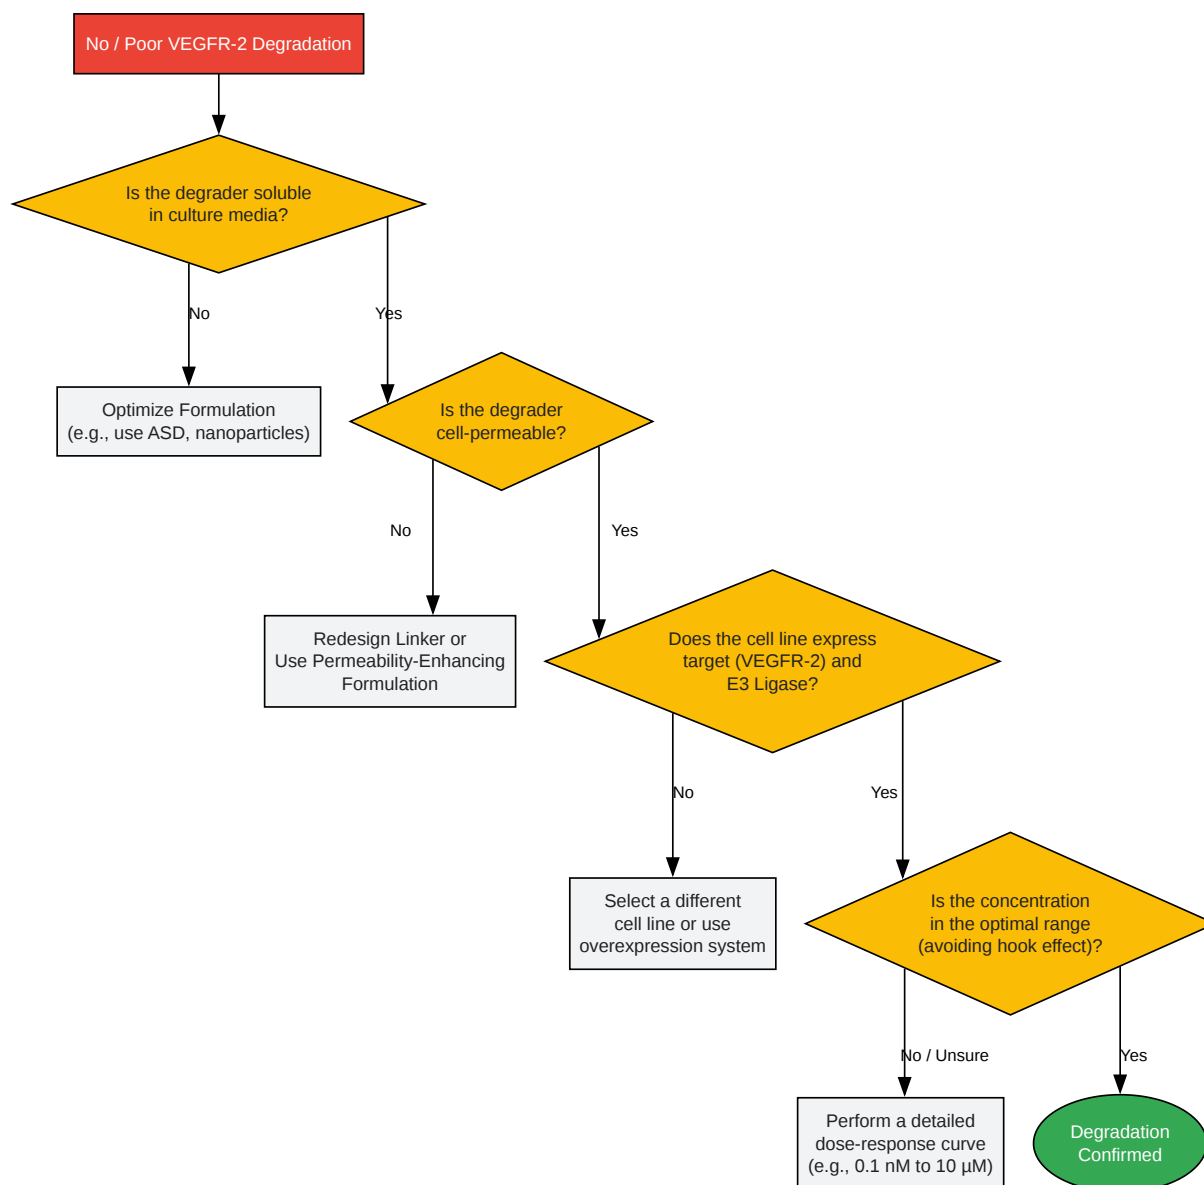 No / Poor VEGFR-2 Degradation
Is the degrader soluble
in culture media?
No
Yes
Optimize Formulation
(e.g., use ASD, nanoparticles)
Is the degrader
cell-permeable?
No
Yes
Redesign Linker or
Use Permeability-Enhancing
Formulation
Does the cell line express
target (VEGFR-2) and
E3 Ligase?
No
Yes
Select a different
cell line or use
overexpression system
Is the concentration
in the optimal range
(avoiding hook effect)?
No / Unsure
Yes
Perform a detailed
dose-response curve
(e.g., 0.1 nM to 10 µM)
Degradation
Confirmed